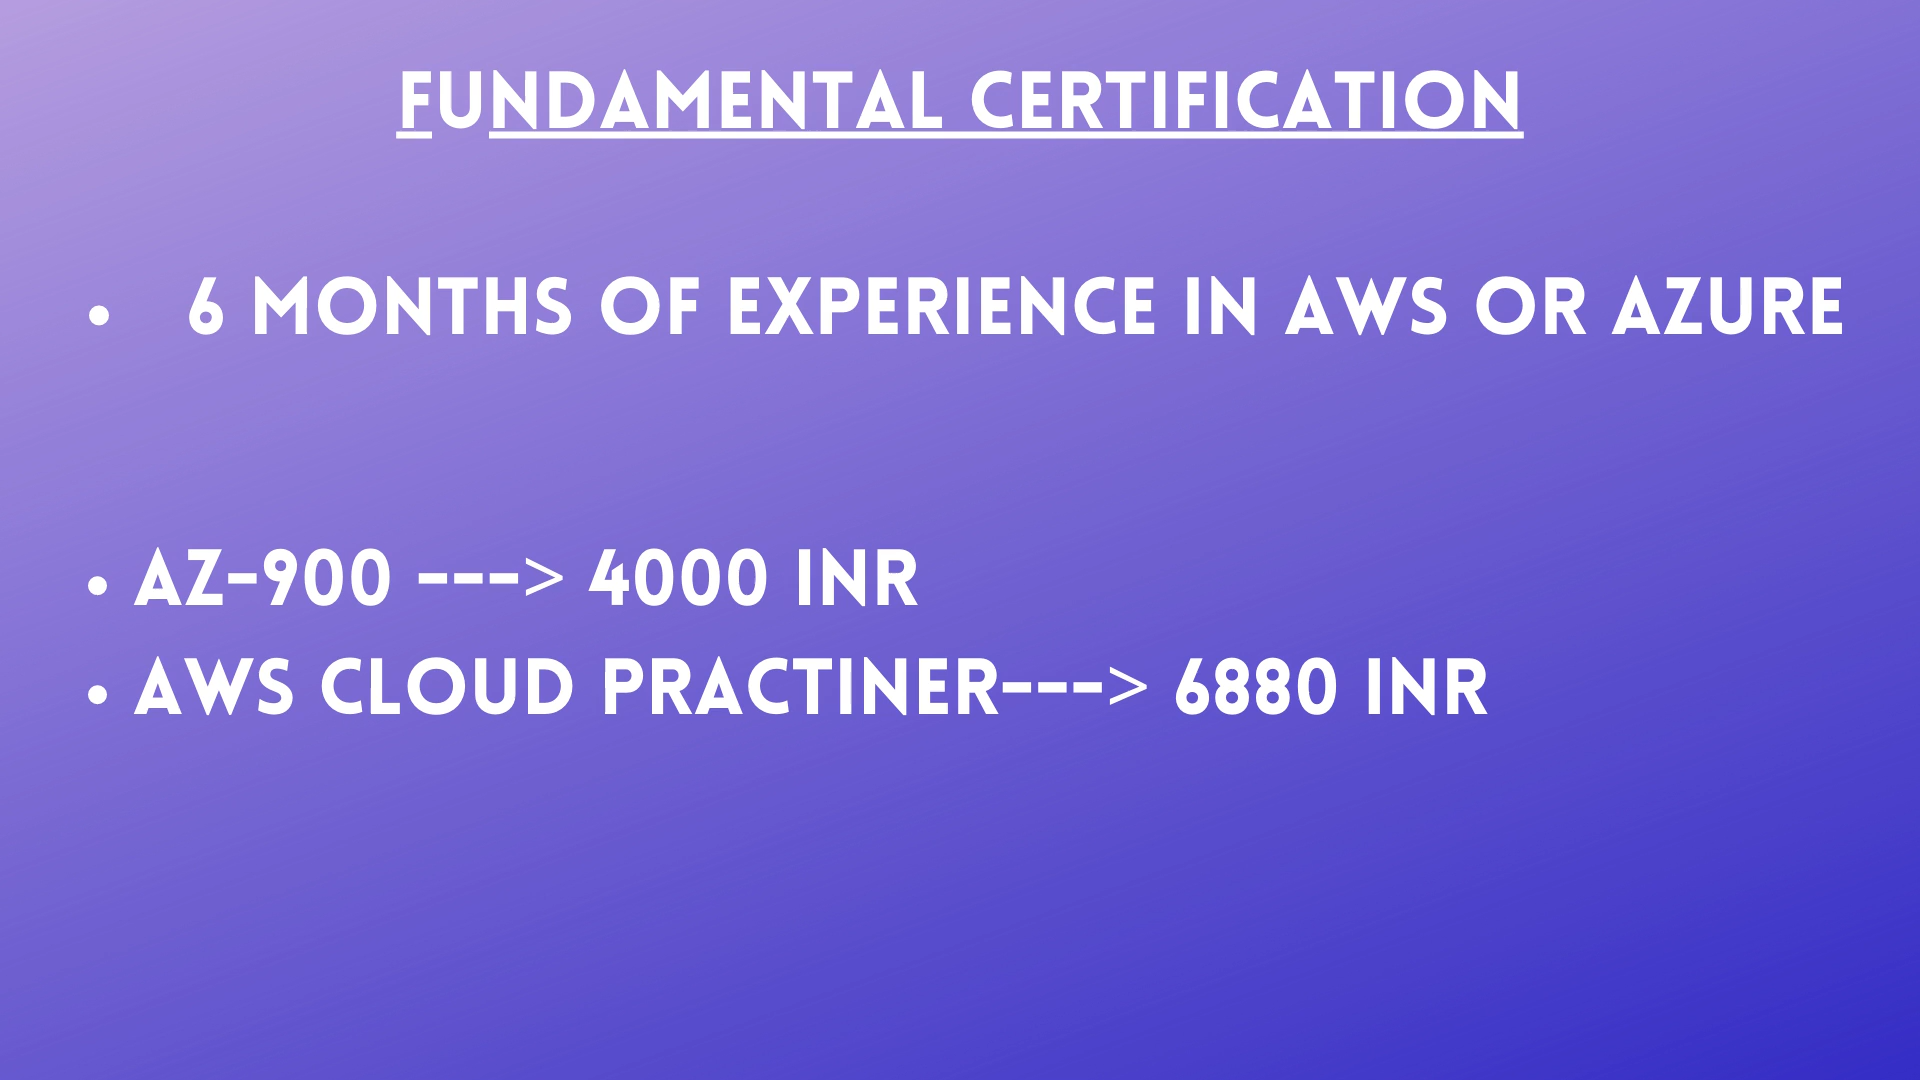 FUNDAMENTAL CERTIFICATION
• 6 MONTHS OF EXPERIENCE IN AWS OR AZURE
• AZ-900 ---> 4000 INR
• AWS CLOUD PRACTINER---> 6880 INR